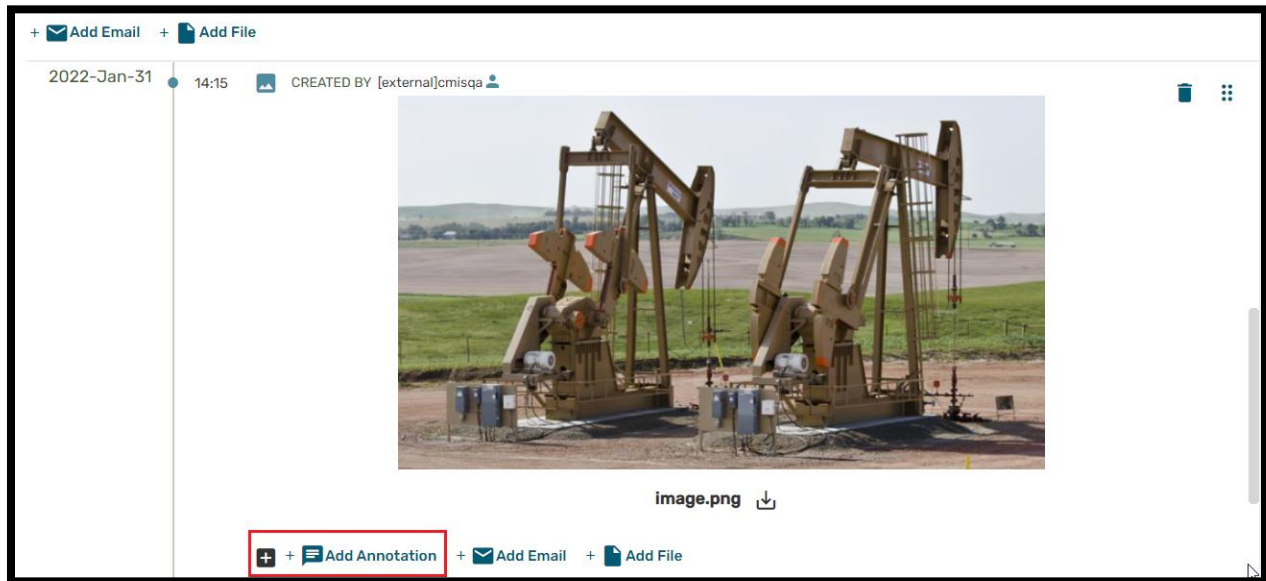 + Add Email + Add File
2022-Jan-31 14:15 CREATED BY [external]cmisqa
image.png
+ Add Annotation + Add Email + Add File